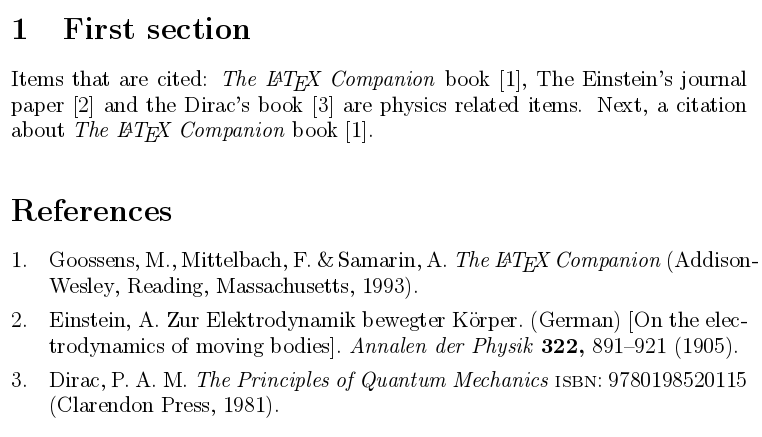 1 First section
Items that are cited: The LATEX Companion book [1], The Einstein's journal
paper [2] and the Dirac's book [3] are physics related items. Next, a citation
about The LATEX Companion book [1].
References
1. Goossens, M., Mittelbach, F. & Samarin, A. The LATEX Companion (Addison-
Wesley, Reading, Massachusetts, 1993).
2. Einstein, A. Zur Elektrodynamik bewegter Körper. (German) [On the elec-
trodynamics of moving bodies]. Annalen der Physik 322, 891–921 (1905).
3. Dirac, P. A. M. The Principles of Quantum Mechanics ISBN: 9780198520115
(Clarendon Press, 1981).